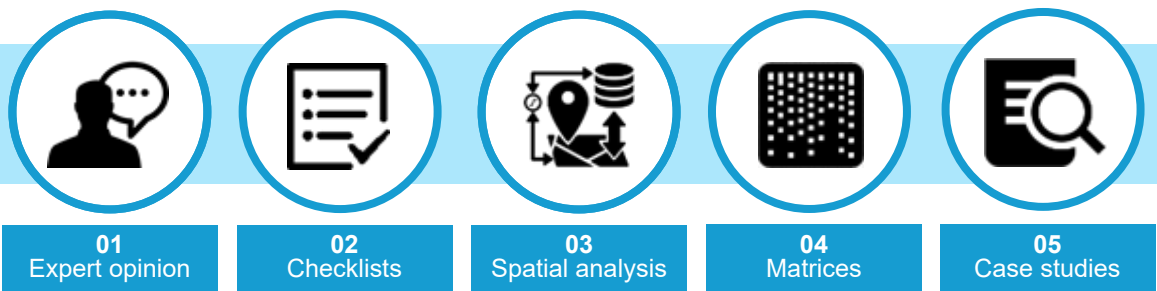 01
Expert opinion
02
Checklists
03
Spatial analysis
04
Matrices
05
Case studies